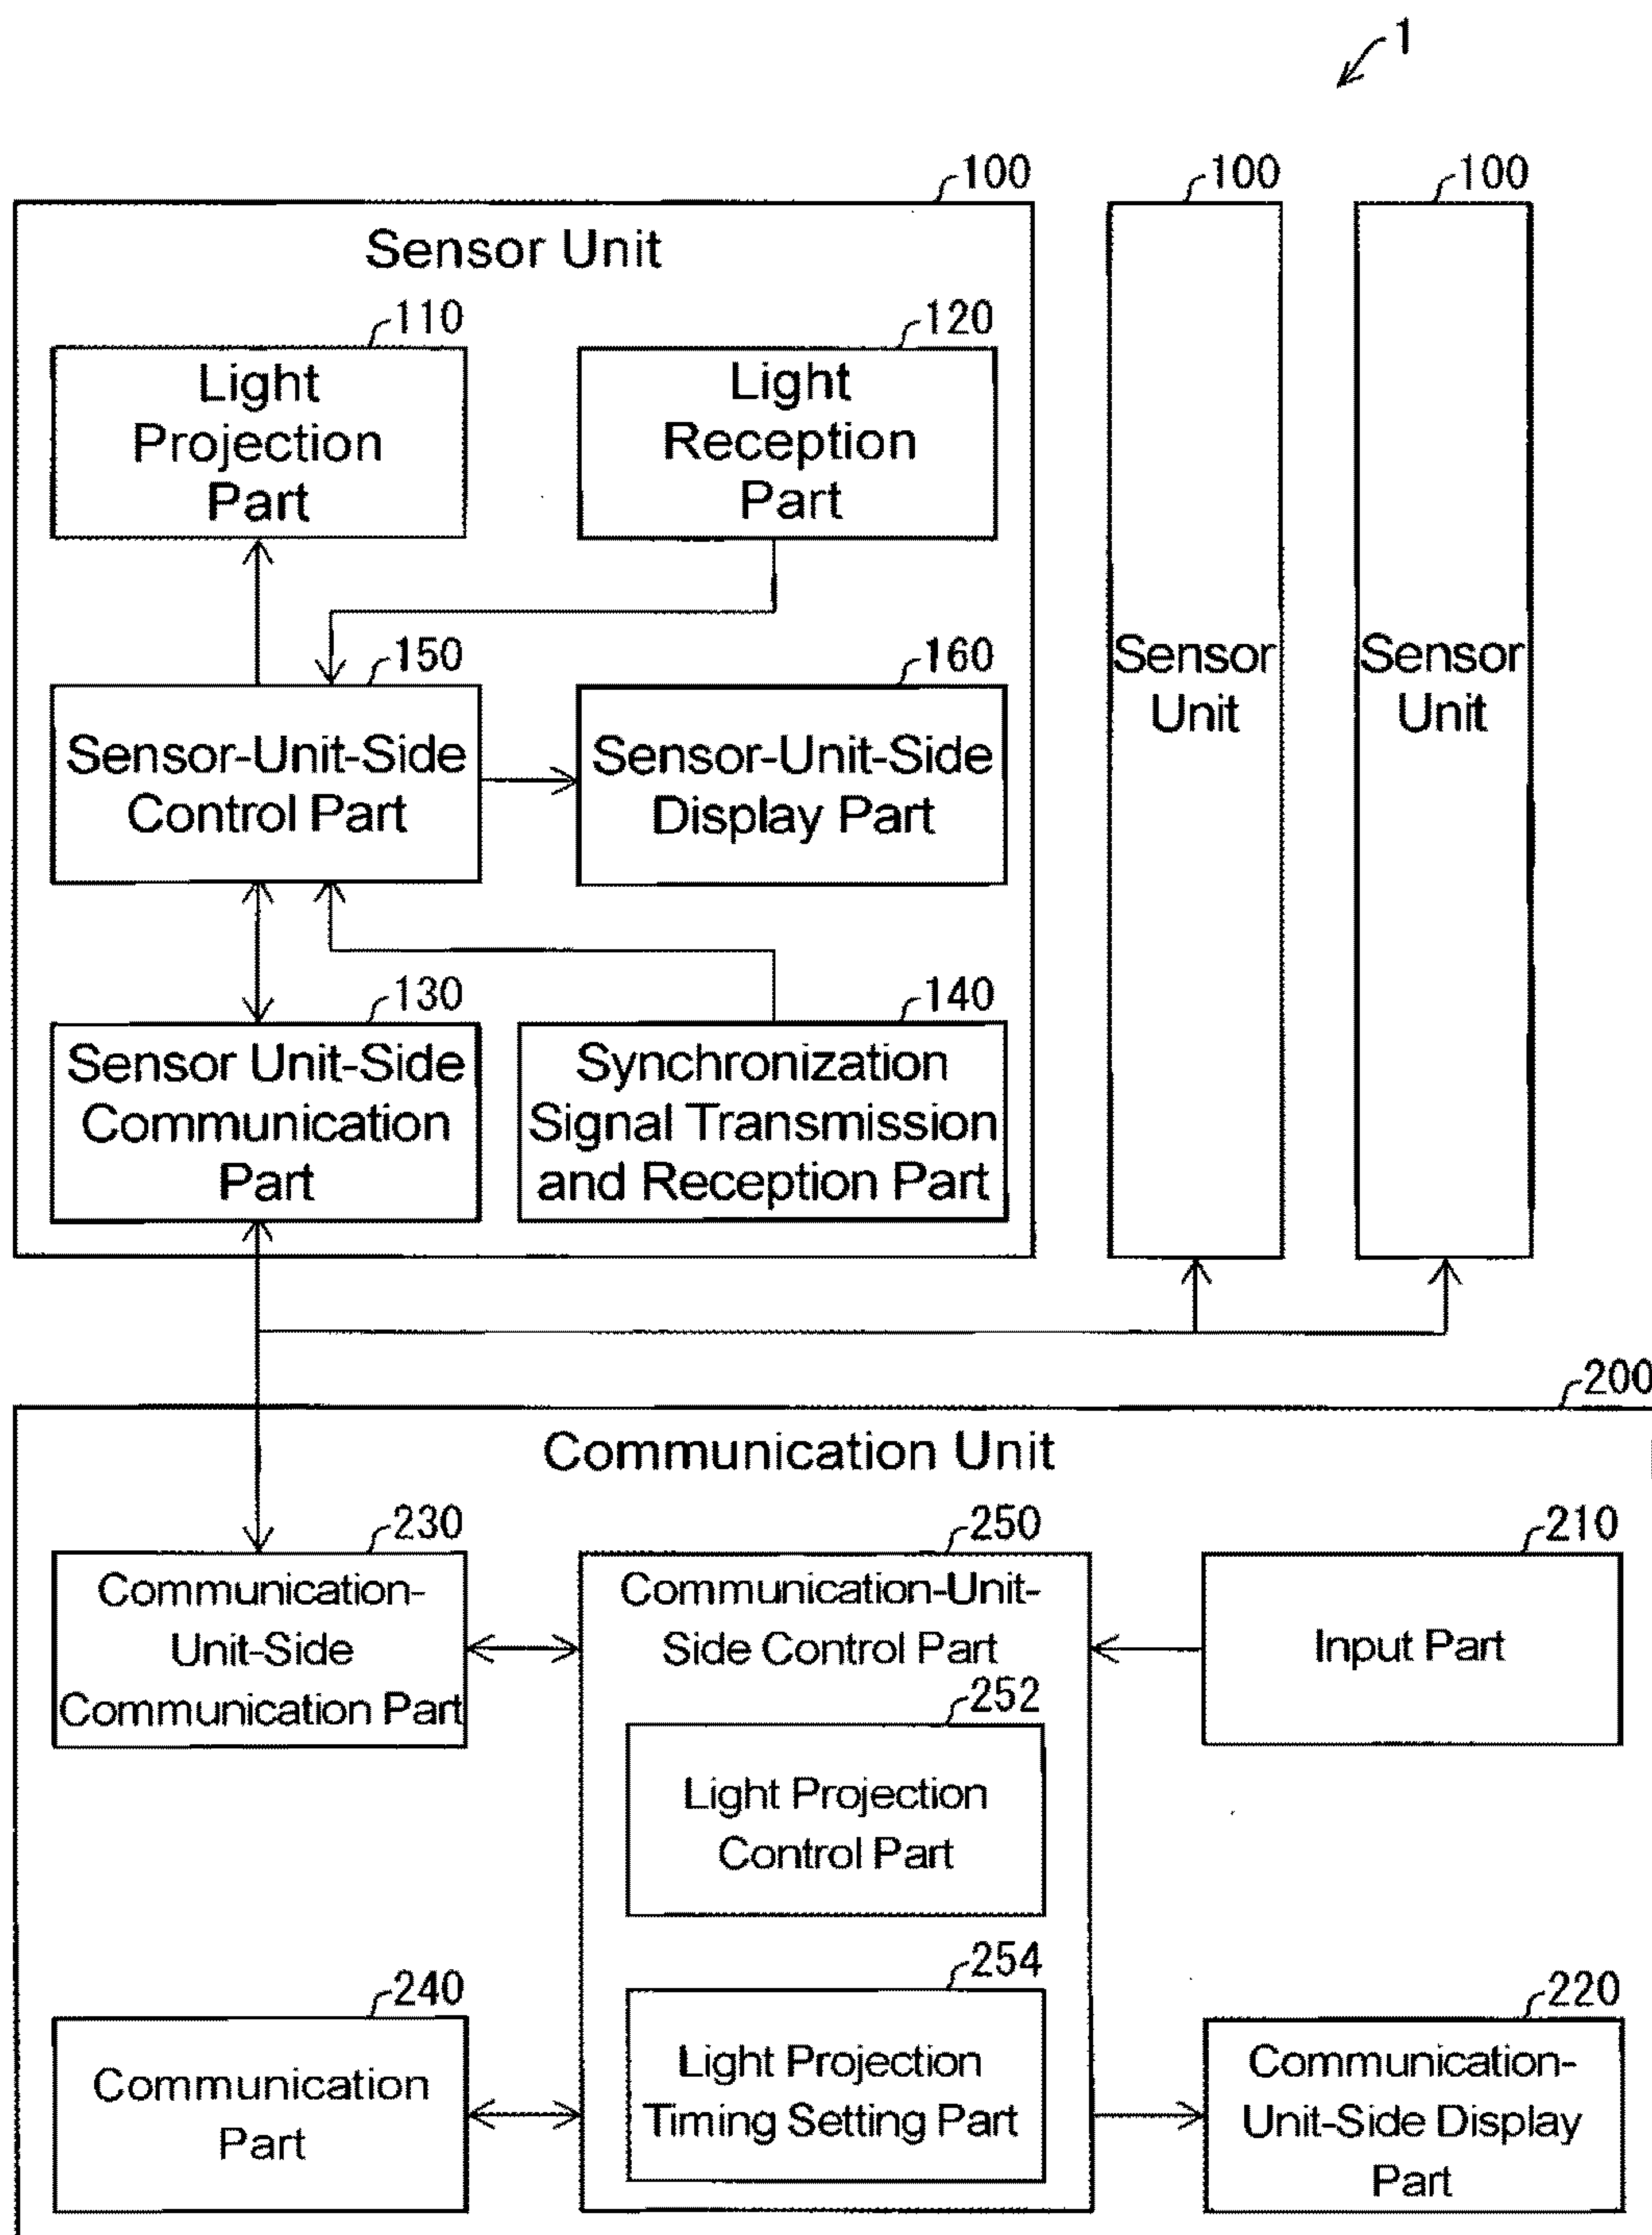 1
100
100
100
Sensor Unit
110
120
Light
Projection
Part
Light
Reception
Part
150
160
Sensor-Unit-Side
Control Part
Sensor-Unit-Side
Display Part
Sensor
Unit
Sensor
Unit
130
140
Sensor Unit-Side
Communication
Part
Synchronization
Signal Transmission
and Reception Part
200
Communication Unit
230
250
210
Communication-
Unit-Side
Communication Part
Communication-Unit-
Side Control Part
Input Part
252
Light Projection
Control Part
254
240
220
Light Projection
Timing Setting Part
Communication
Part
Communication-
Unit-Side Display
Part